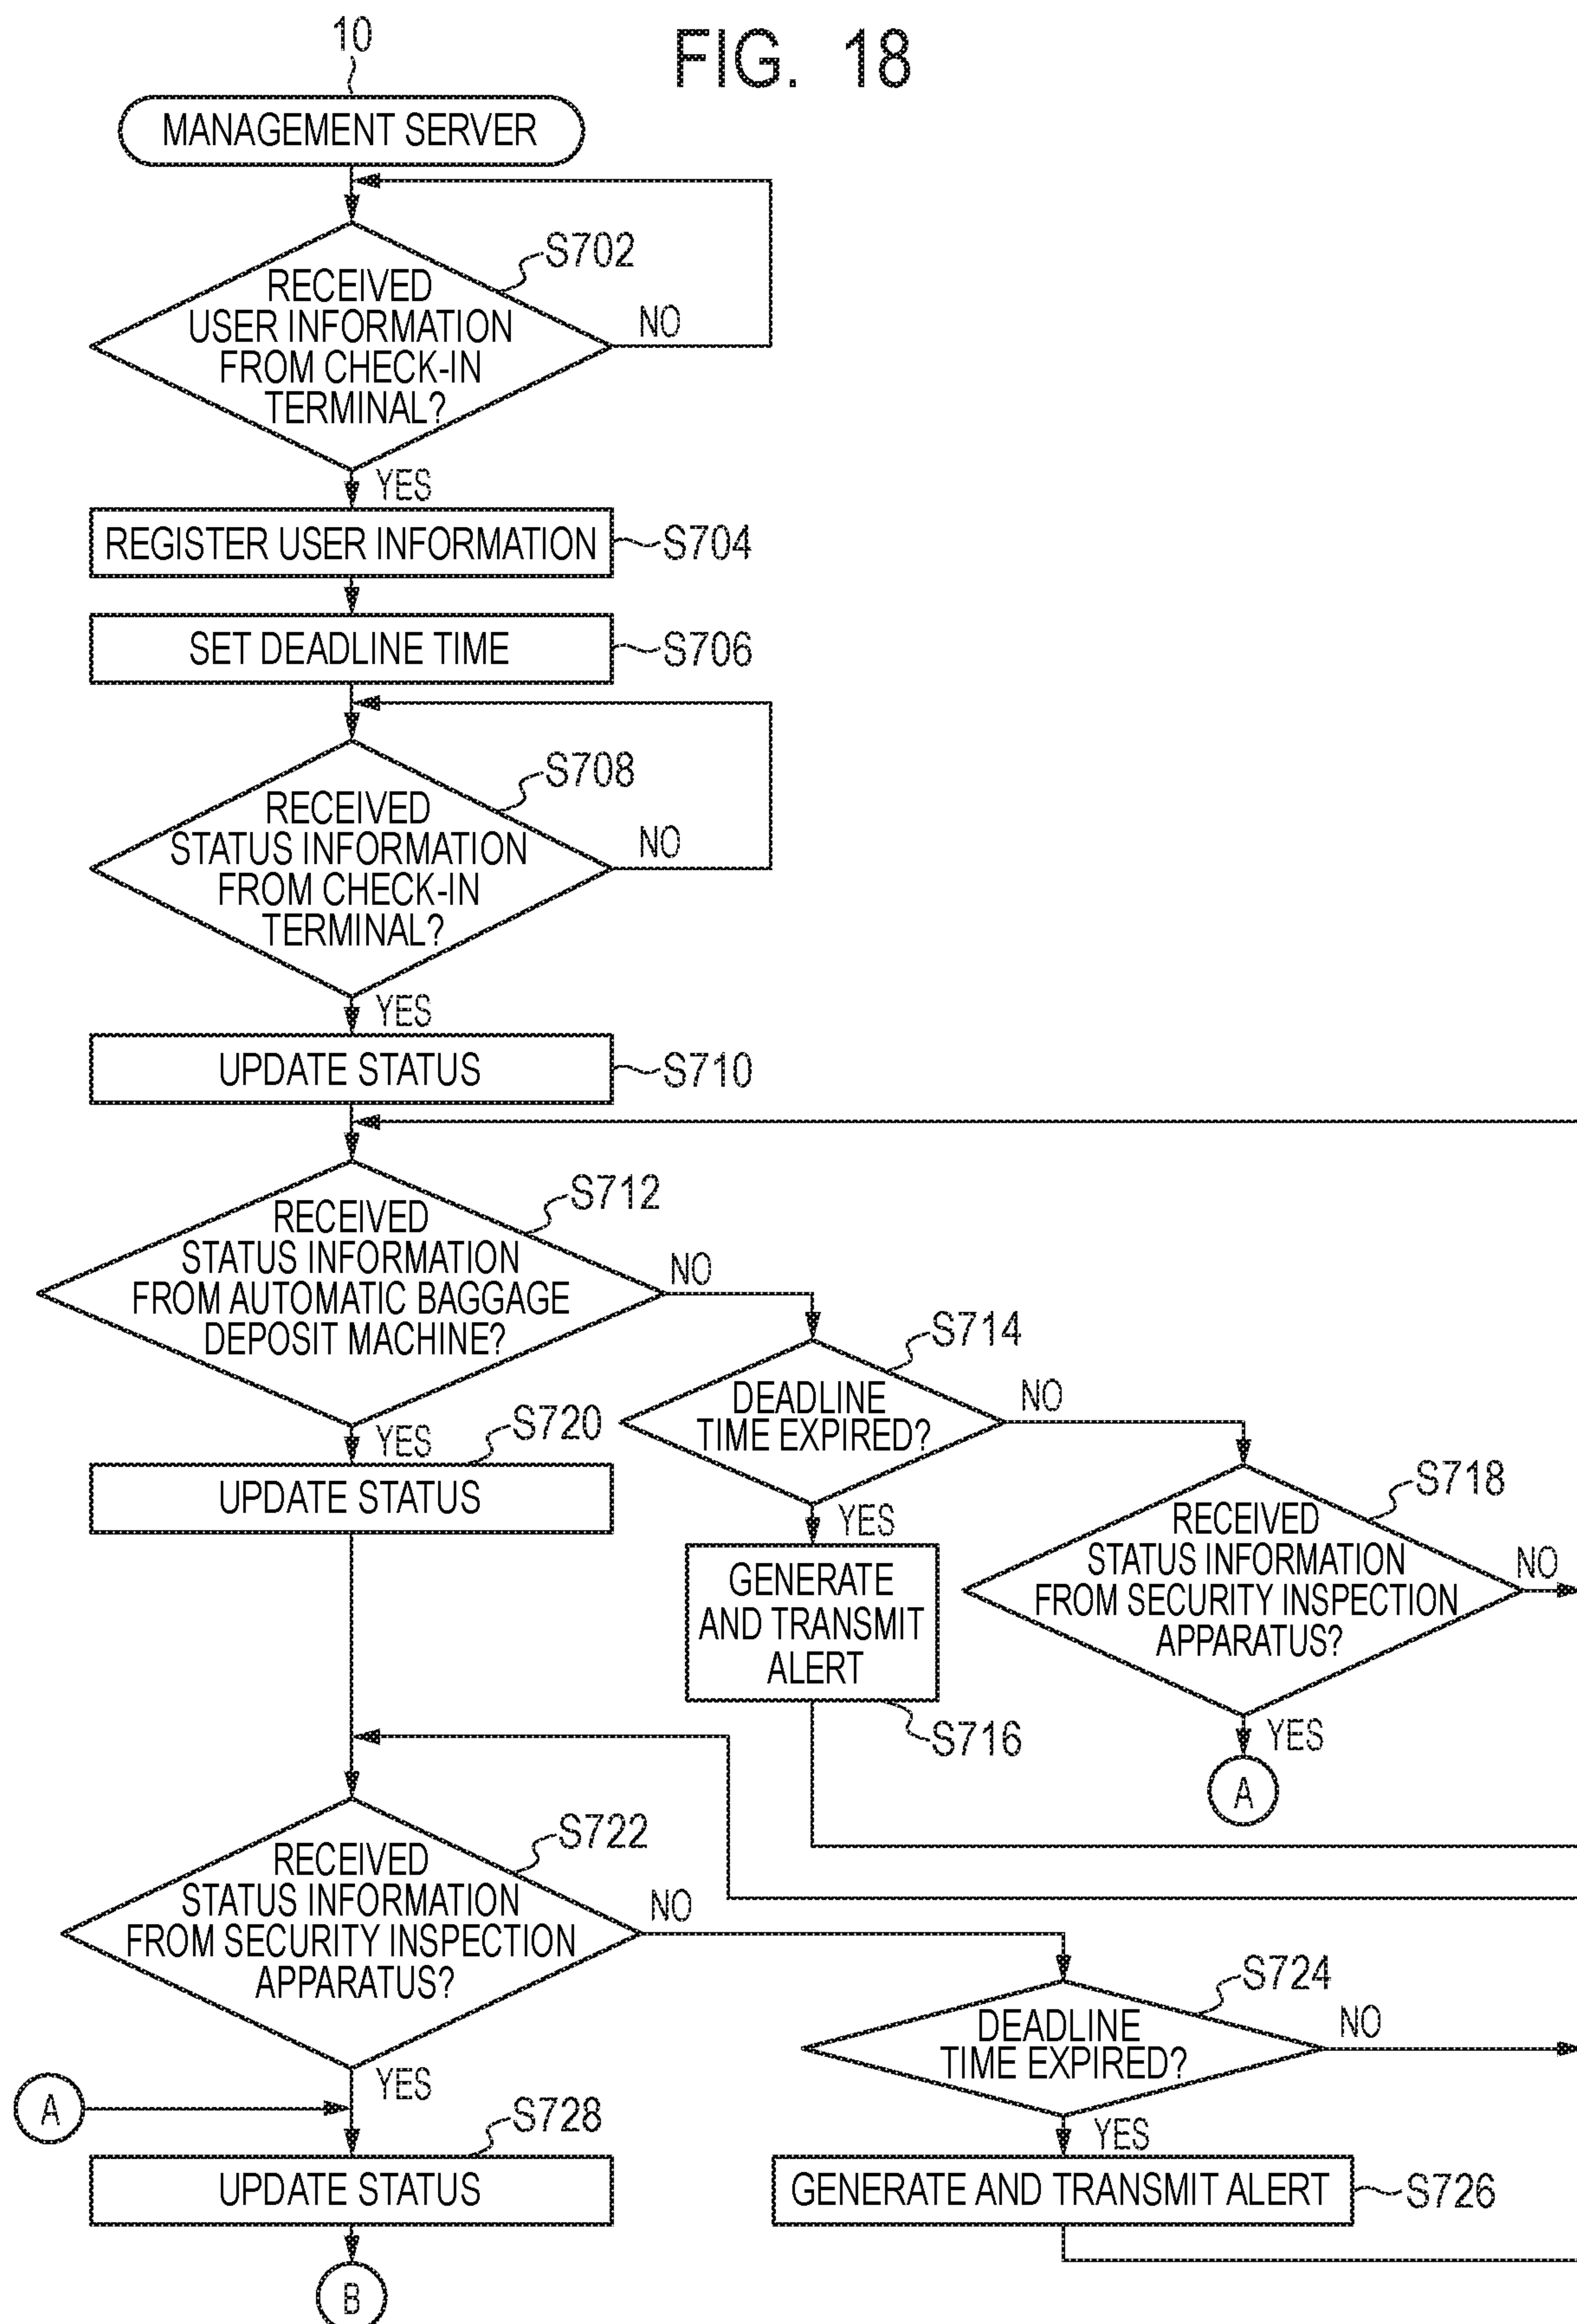 10
FIG. 18
MANAGEMENT SERVER
S702
RECEIVED
USER INFORMATION
FROM CHECK-IN
TERMINAL?
NO
YES
REGISTER USER INFORMATION
S704
SET DEADLINE TIME
S706
S708
RECEIVED
STATUS INFORMATION
FROM CHECK-IN
TERMINAL?
NO
YES
UPDATE STATUS
S710
S712
RECEIVED
STATUS INFORMATION
FROM AUTOMATIC BAGGAGE
DEPOSIT MACHINE?
NO
YES
S714
DEADLINE
TIME EXPIRED?
NO
YES
S720
UPDATE STATUS
GENERATE
AND TRANSMIT
ALERT
S716
S718
RECEIVED
STATUS INFORMATION
FROM SECURITY INSPECTION
APPARATUS?
NO
YES
A
S722
RECEIVED
STATUS INFORMATION
FROM SECURITY INSPECTION
APPARATUS?
NO
YES
S724
DEADLINE
TIME EXPIRED?
NO
YES
A
S728
UPDATE STATUS
GENERATE AND TRANSMIT ALERT
S726
B